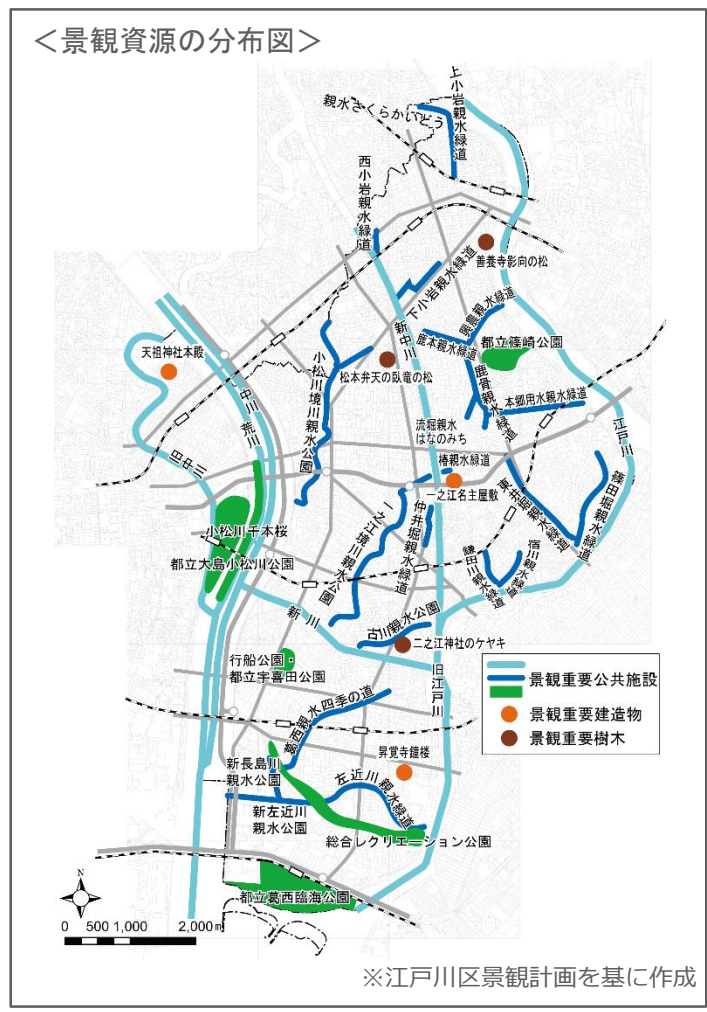 ＜景観資源の分布図＞
上小岩親水緑道
親水さくらかいどう
西小岩親水緑道
善養寺影向の松
下小岩親水緑道
興農親水緑道
新中川
鹿本親水緑道
都立篠崎公園
天祖神社本殿
小松川境川親水公園
松本弁天の臥竜の松
鹿骨親水緑道
中川
荒川
本郷用水親水緑道
江戸川
流堀親水
はなのみち
旧中川
椿親水緑道
一之江名主屋敷
篠田堀親水緑道
東井堀親水緑道
小松川千本桜
一之江境川親水公園
仲井堀親水緑道
都立大島小松川公園
鎌田川親水緑道
宿川親水緑道
新川
古川親水公園
二之江神社のケヤキ
行船公園
都立宇喜田公園
旧江戸川
景観重要公共施設
景観重要建造物
景観重要樹木
葛西親水四季の道
昇覚寺鐘楼
新長島川
親水公園
左近川親水緑道
新左近川
親水公園
総合レクリエーション公園
都立葛西臨海公園
N
0 500 1,000 2,000m
※江戸川区景観計画を基に作成